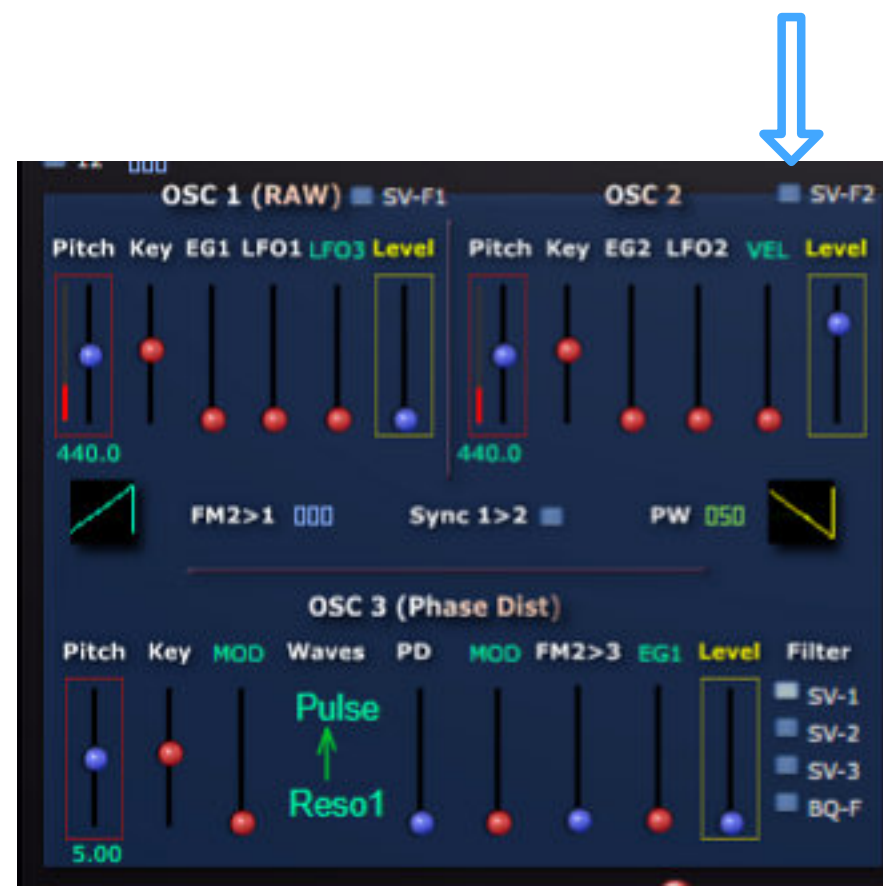 000
OSC 1 (RAW) SV-F1 OSC 2 SV-F2
Pitch Key EG1 LFO1 LFO3 Level Pitch Key EG2 LFO2 VEL Level
440.0 440.0
FM2>1 000 Sync 1>2 PW 050
OSC 3 (Phase Dist)
Pitch Key MOD Waves PD MOD FM2>3 EG1 Level Filter
Pulse
SV-1
SV-2
SV-3
Reso1
BQ-F
5.00